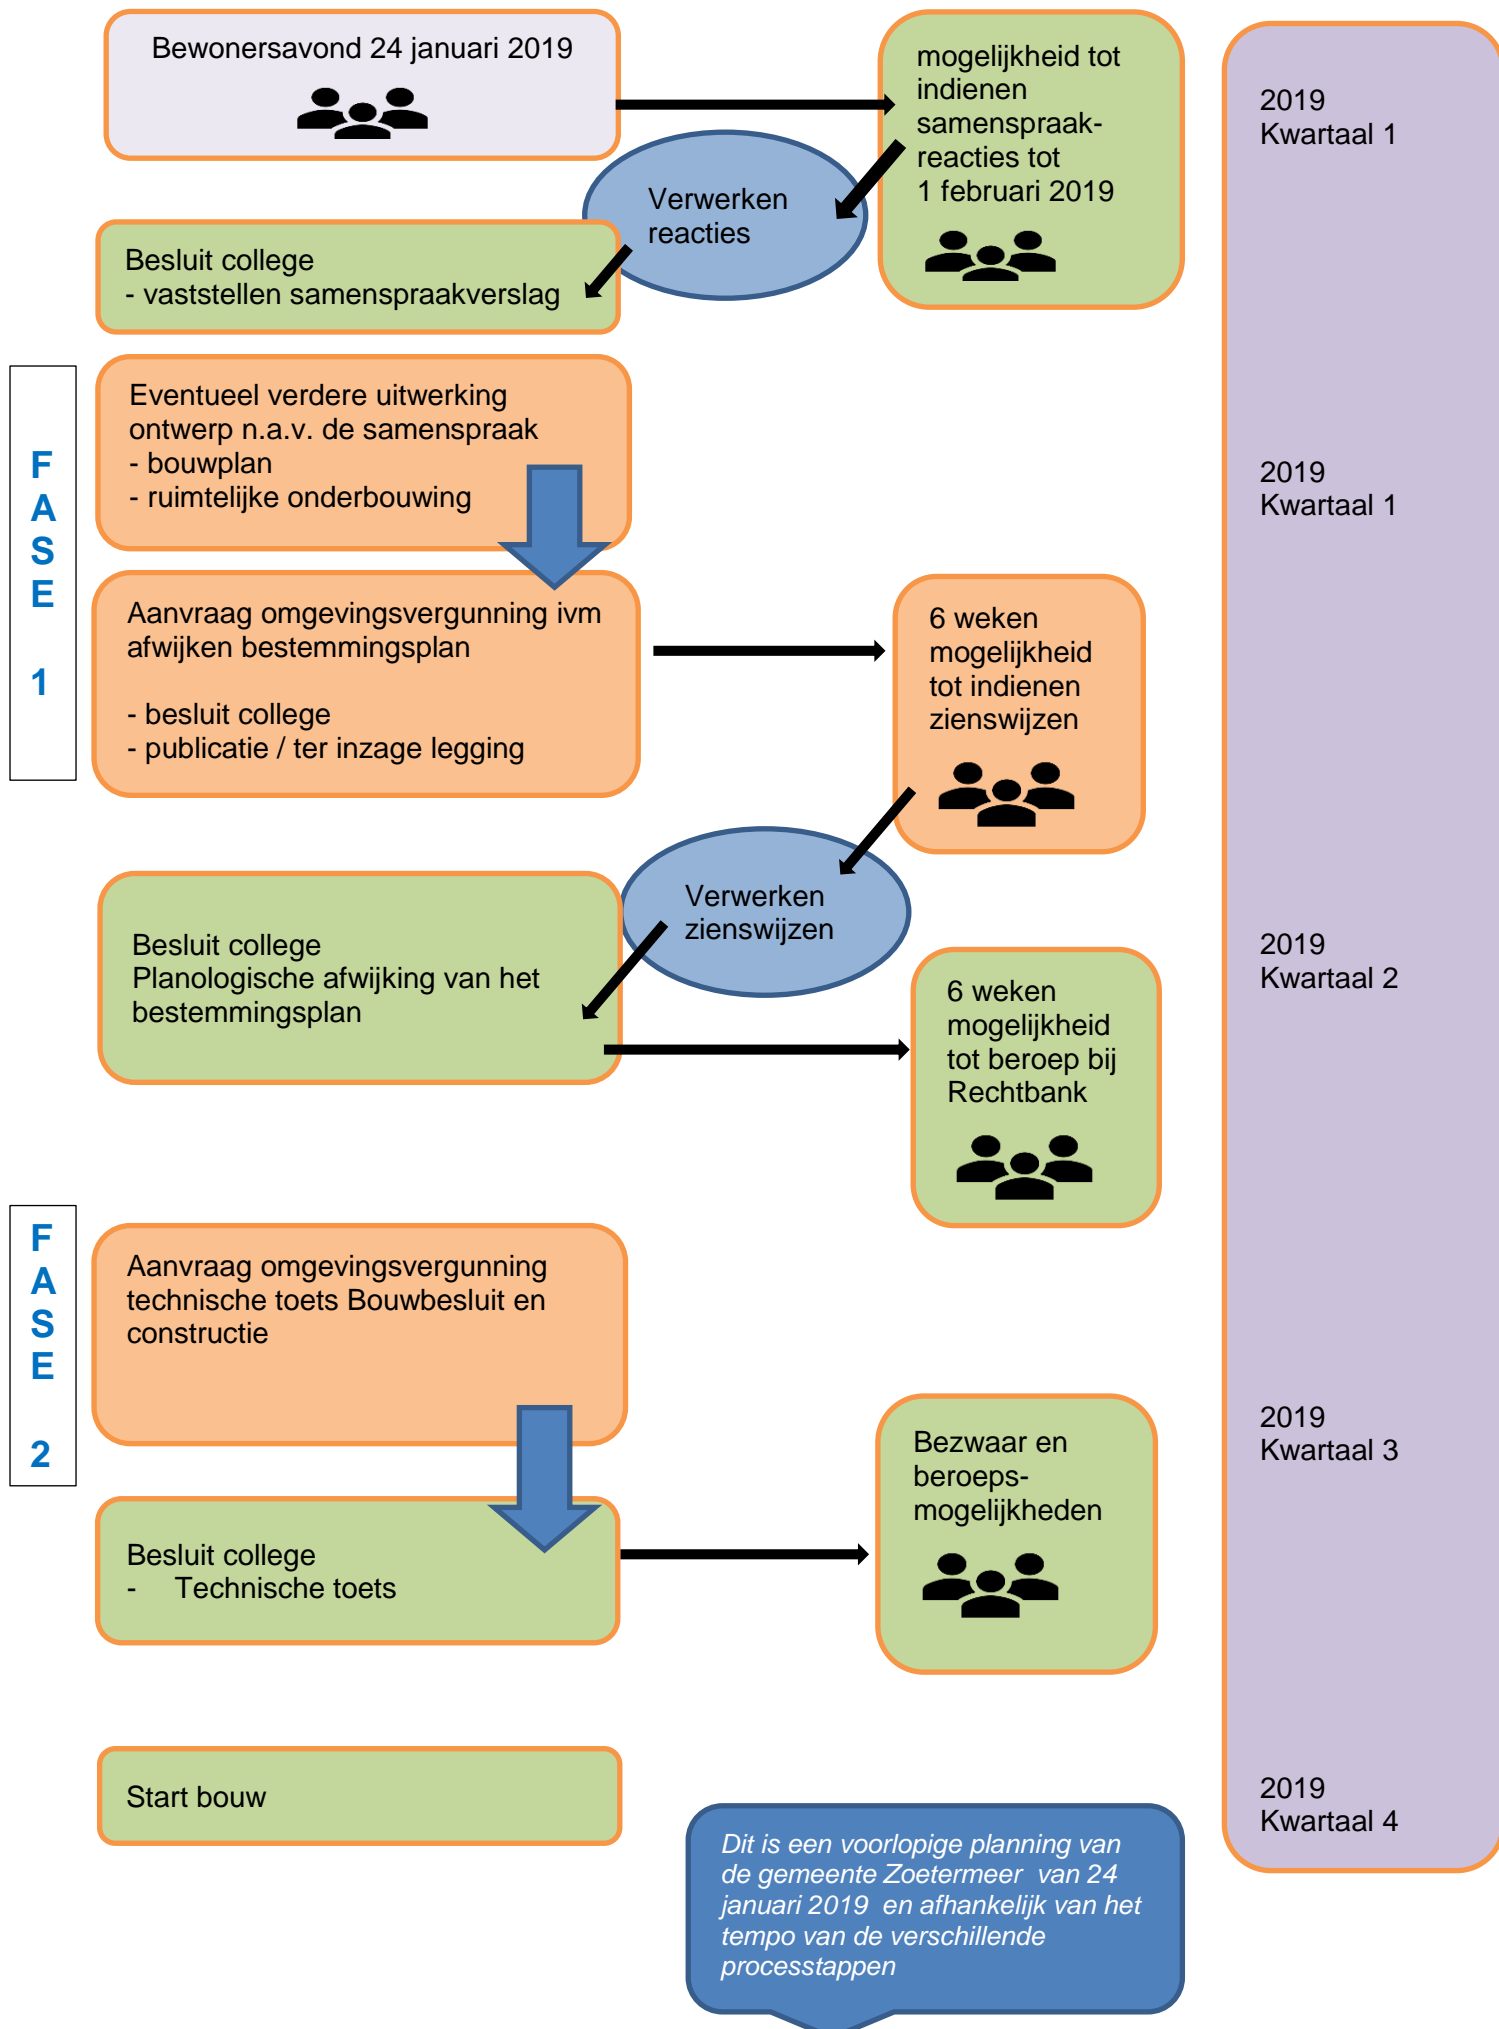 Bewonersavond 24 januari 2019
mogelijkheid tot
indienen
samenspraak-
reacties tot
1 februari 2019
2019
Kwartaal 1
Verwerken
reacties
Besluit college
- vaststellen samenspraakverslag
F
A
S
E
1
Eventueel verdere uitwerking
ontwerp n.a.v. de samenspraak
- bouwplan
- ruimtelijke onderbouwing
2019
Kwartaal 1
Aanvraag omgevingsvergunning ivm
afwijken bestemmingsplan
- besluit college
- publicatie / ter inzage legging
6 weken
mogelijkheid
tot indienen
zienswijzen
Verwerken
zienswijzen
Besluit college
Planologische afwijking van het
bestemmingsplan
2019
Kwartaal 2
6 weken
mogelijkheid
tot beroep bij
Rechtbank
F
A
S
E
2
Aanvraag omgevingsvergunning
technische toets Bouwbesluit en
constructie
2019
Kwartaal 3
Bezwaar en
beroeps-
mogelijkheden
Besluit college
- Technische toets
Start bouw
2019
Kwartaal 4
Dit is een voorlopige planning van
de gemeente Zoetermeer van 24
januari 2019 en afhankelijk van het
tempo van de verschillende
processtappen